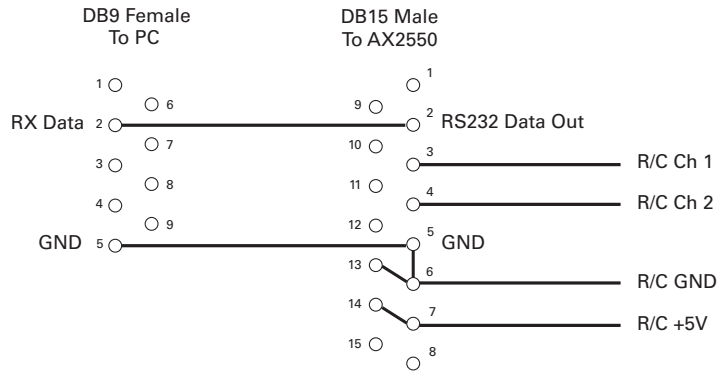 DB9 Female
To PC
DB15 Male
To AX2550
1
1
6
9
RX Data 2
2 RS232 Data Out
7
10
3
3
R/C Ch 1
8
11
4
4
R/C Ch 2
9
12
GND 5
5
GND
13
6
R/C GND
14
7
R/C +5V
15
8